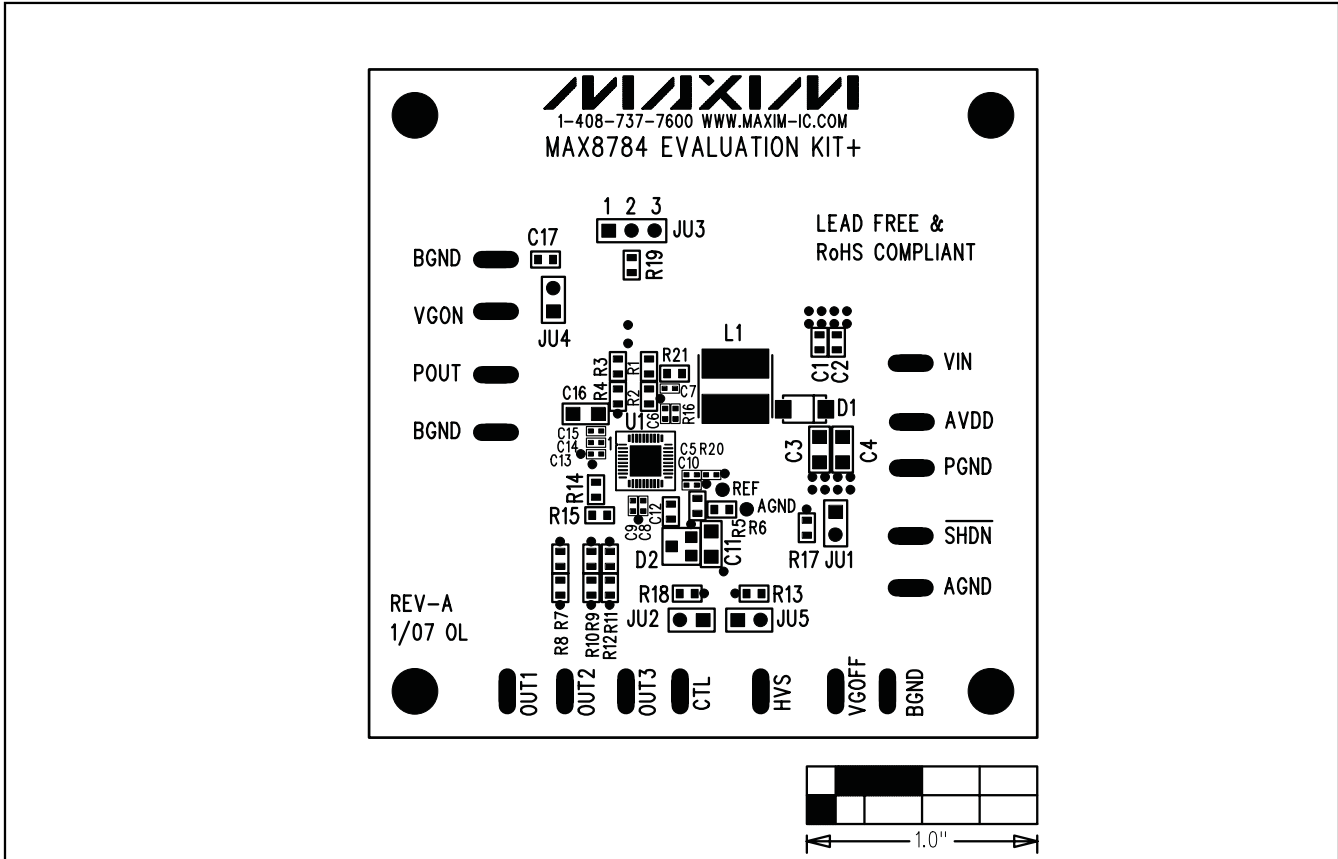 MAXIM
1-408-737-7600 WWW.MAXIM-IC.COM
MAX8784 EVALUATION KIT+
1 2 3
JU3
LEAD FREE &
RoHS COMPLIANT
C17
BGND
R19
VGON
JU4
L1
C1
C2
VIN
R3
R1
R21
POUT
R4
R2
C7
C16
C6
R16
D1
AVDD
BGND
U1
C15
C14
C13
1
C5
R20
C10
C3
C4
PGND
R14
REF
AGND
R15
C9
C8
C12
R5
R6
SHDN
D2
C11
R17
JU1
AGND
R18
R13
REV-A
1/07 OL
JU2
JU5
R8
R7
R10
R9
R12
R11
OUT1
OUT2
OUT3
CTL
HVS
VGOFF
BGND
1.0"